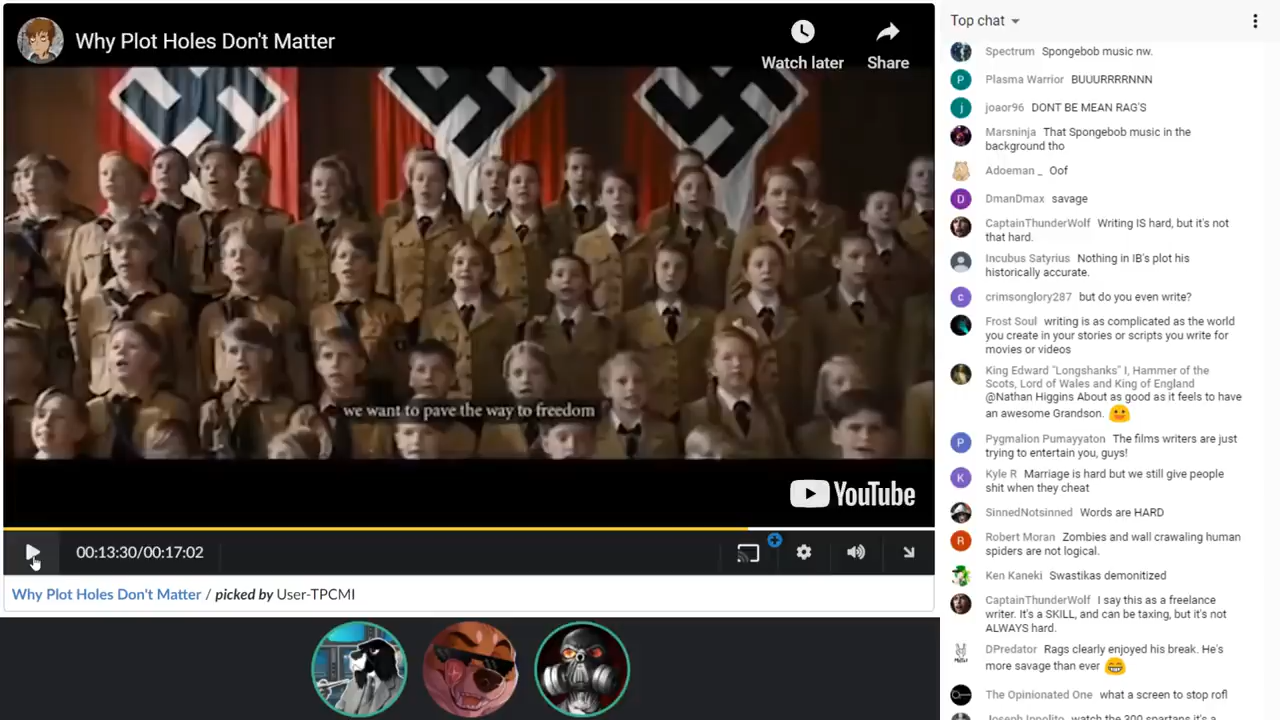 Why Plot Holes Don't Matter
Watch later
Share
we want to pave the way to freedom
YouTube
00:13:30/00:17:02
Why Plot Holes Don't Matter / picked by User-TPCMI
Top chat
Spectrum Spongebob music nw.
P
Plasma Warrior BUUURRRRNNN
j
joaor96 DONT BE MEAN RAG'S
Marsninja That Spongebob music in the
background tho
Adoeman _ Oof
D
DmanDmax savage
CaptainThunderWolf Writing IS hard, but it's not
that hard.
Incubus Satyrius Nothing in IB's plot his
historically accurate.
c
crimsonglory287 but do you even write?
Frost Soul writing is as complicated as the world
you create in your stories or scripts you write for
movies or videos
King Edward "Longshanks" I, Hammer of the
Scots, Lord of Wales and King of England
@Nathan Higgins About as good as it feels to have
an awesome Grandson.
P
Pygmalion Pumayyaton The films writers are just
trying to entertain you, guys!
K
Kyle R Marriage is hard but we still give people
shit when they cheat
SinnedNotsinned Words are HARD
R
Robert Moran Zombies and wall crawaling human
spiders are not logical.
Ken Kaneki Swastikas demonitized
CaptainThunderWolf I say this as a freelance
writer. It's a SKILL, and can be taxing, but it's not
ALWAYS hard.
DPredator Rags clearly enjoyed his break. He's
more savage than ever
The Opinionated One what a screen to stop rofl
Joseph Ippolito watch the 300 spartans it's a